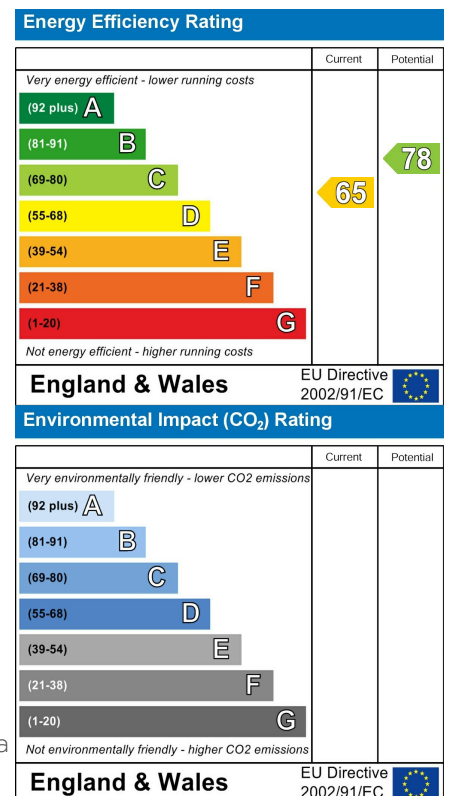 Energy Efficiency Rating
Current Potential
Very energy efficient - lower running costs
(92 plus) A
(81-91) B
(69-80) C
(55-68) D
(39-54) E
(21-38) F
(1-20) G
65
78
Not energy efficient - higher running costs
England & Wales
EU Directive
2002/91/EC
Environmental Impact (CO₂) Rating
Current Potential
Very environmentally friendly - lower CO2 emissions
(92 plus) A
(81-91) B
(69-80) C
(55-68) D
(39-54) E
(21-38) F
(1-20) G
a
Not environmentally friendly - higher CO2 emissions
England & Wales
EU Directive
2002/91/EC